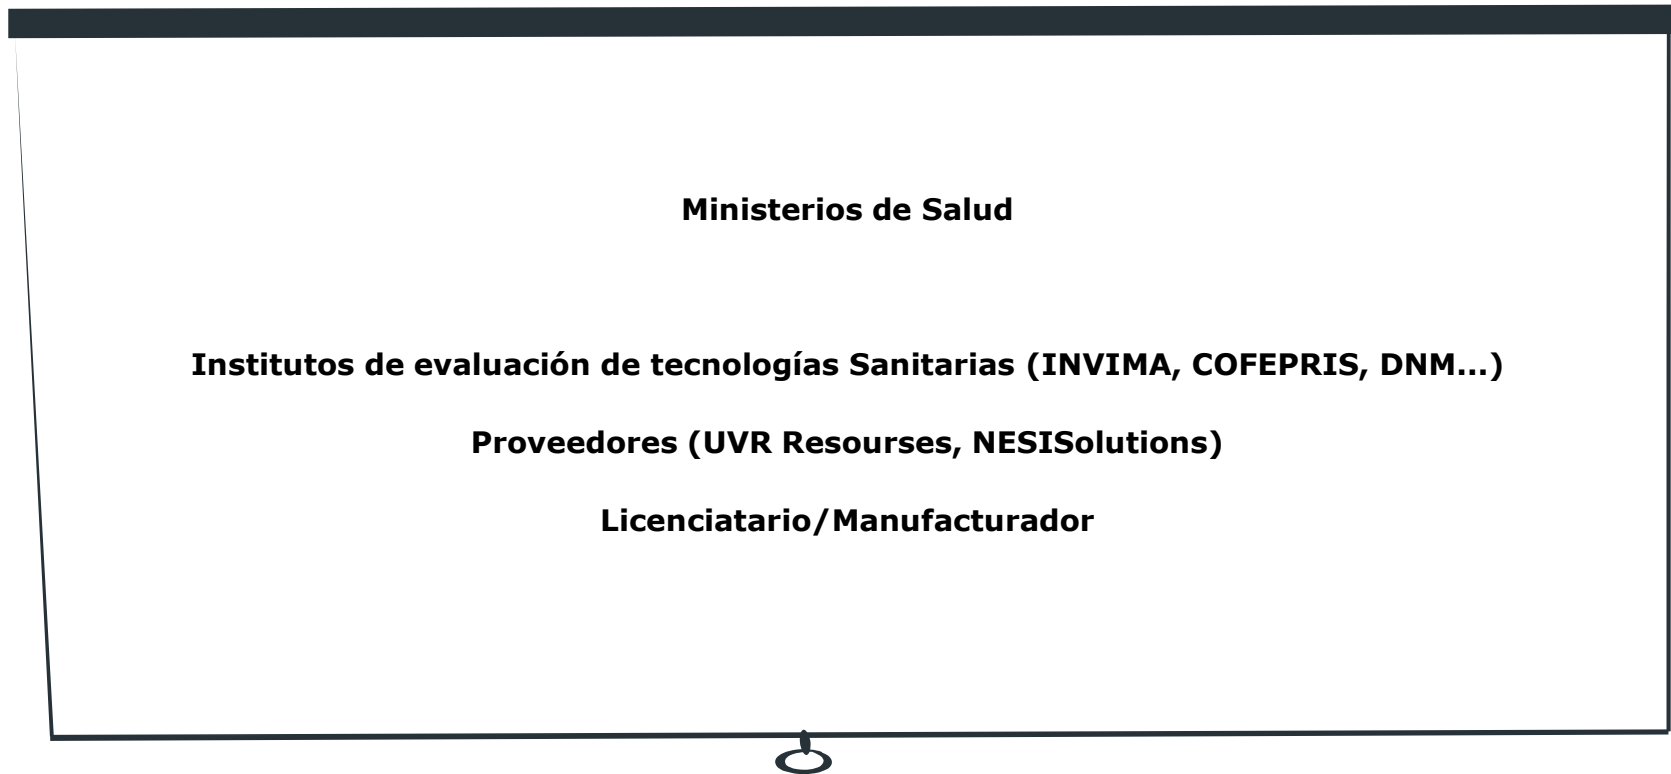 Ministerios de Salud
Institutos de evaluación de tecnologías Sanitarias (INVIMA, COFEPRIS, DNM...)
Proveedores (UVR Resourses, NESISolutions)
Licenciatario/Manufacturador